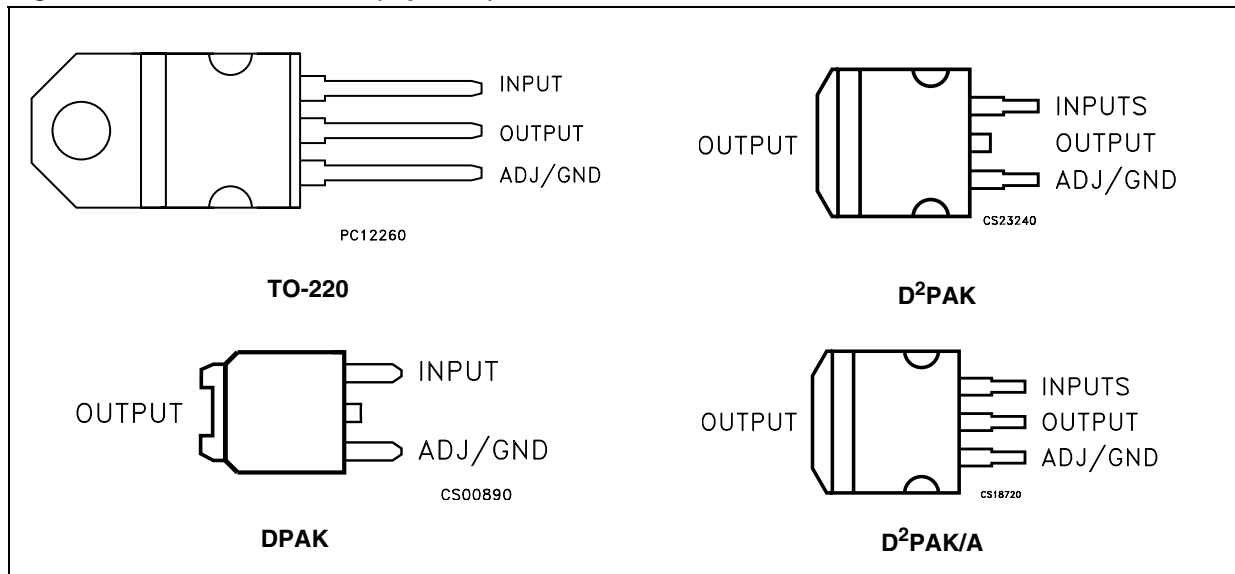 INPUT
OUTPUT
ADJ/GND
PC12260
TO-220
OUTPUT
INPUTS
OUTPUT
ADJ/GND
CS23240
D²PAK
OUTPUT
INPUT
ADJ/GND
CS00890
DPAK
OUTPUT
INPUTS
OUTPUT
ADJ/GND
CS18720
D²PAK/A